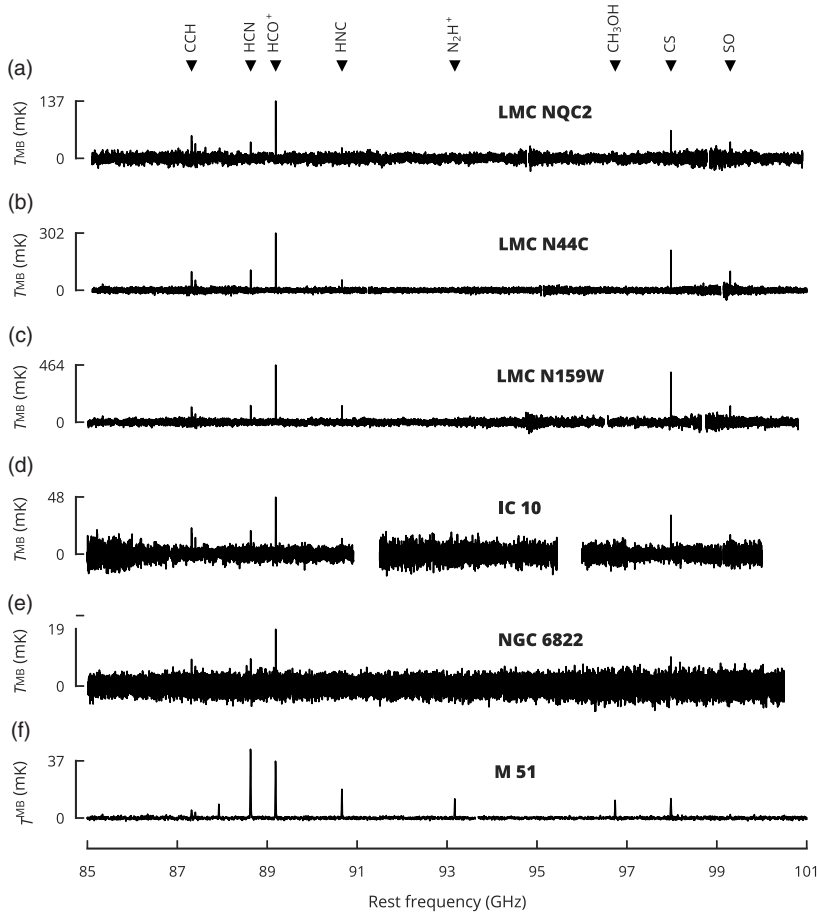 CCH HCN HCO⁺ HNC N₂H⁺ CH₃OH CS SO
(a)
137
LMC NQC2
TMB (mK)
0
(b)
302
LMC N44C
TMB (mK)
0
(c)
464
LMC N159W
TMB (mK)
0
(d)
48
IC 10
TMB (mK)
0
(e)
19
NGC 6822
TMB (mK)
0
(f)
37
M 51
TMB (mK)
0
85 87 89 91 93 95 97 99 101
Rest frequency (GHz)